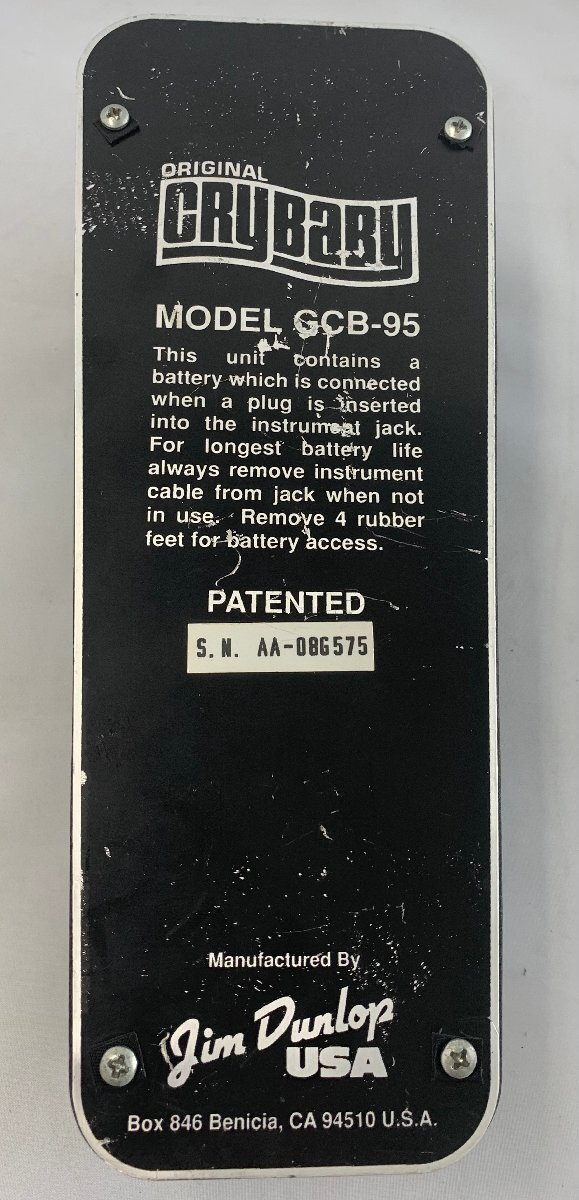 ORIGINAL
CRYBABY
MODEL GCB-95
This unit contains a
battery which is connected
when a plug is inserted
into the instrument jack.
For longest battery life
always remove instrument
cable from jack when not
in use. Remove 4 rubber
feet for battery access.
PATENTED
S.N. AA-08G575
Manufactured By
Jim Dunlop
USA
Box 846 Benicia, CA 94510 U.S.A.